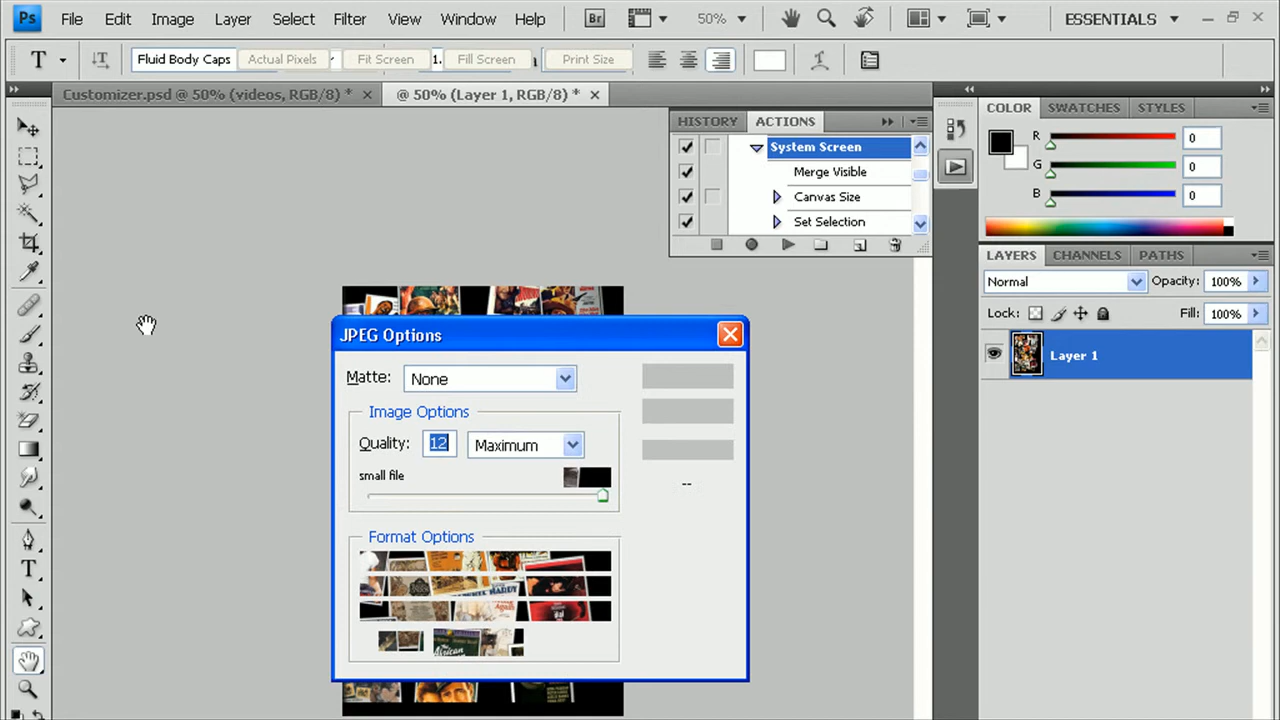 Ps File Edit Image Layer Select Filter View Window Help Br 50% ESSENTIALS
T Fluid Body Caps Actual Pixels Fit Screen 1. Fill Screen Print Size
Customizer.psd @ 50% (videos, RGB/8) * @ 50% (Layer 1, RGB/8) *
HISTORY ACTIONS
System Screen
Merge Visible
Canvas Size
Set Selection
COLOR SWATCHES STYLES
R 0
G 0
B 0
LAYERS CHANNELS PATHS
Normal Opacity: 100%
Lock: Fill: 100%
Layer 1
JPEG Options
Matte: None
Image Options
Quality: 12 Maximum
small file
--
Format Options
African
T